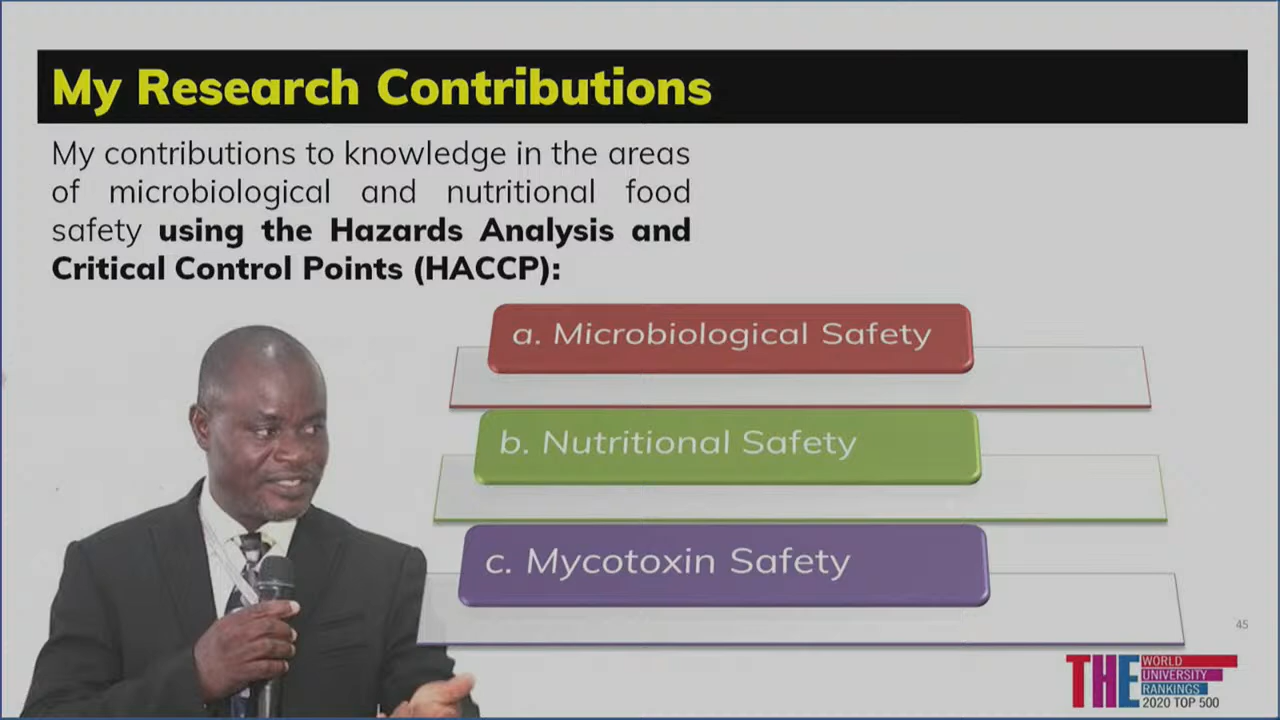 My Research Contributions
My contributions to knowledge in the areas
of microbiological and nutritional food
safety using the Hazards Analysis and
Critical Control Points (HACCP):
a. Microbiological Safety
b. Nutritional Safety
c. Mycotoxin Safety
45
THE WORLD
UNIVERSITY
RANKINGS
2020 TOP 500